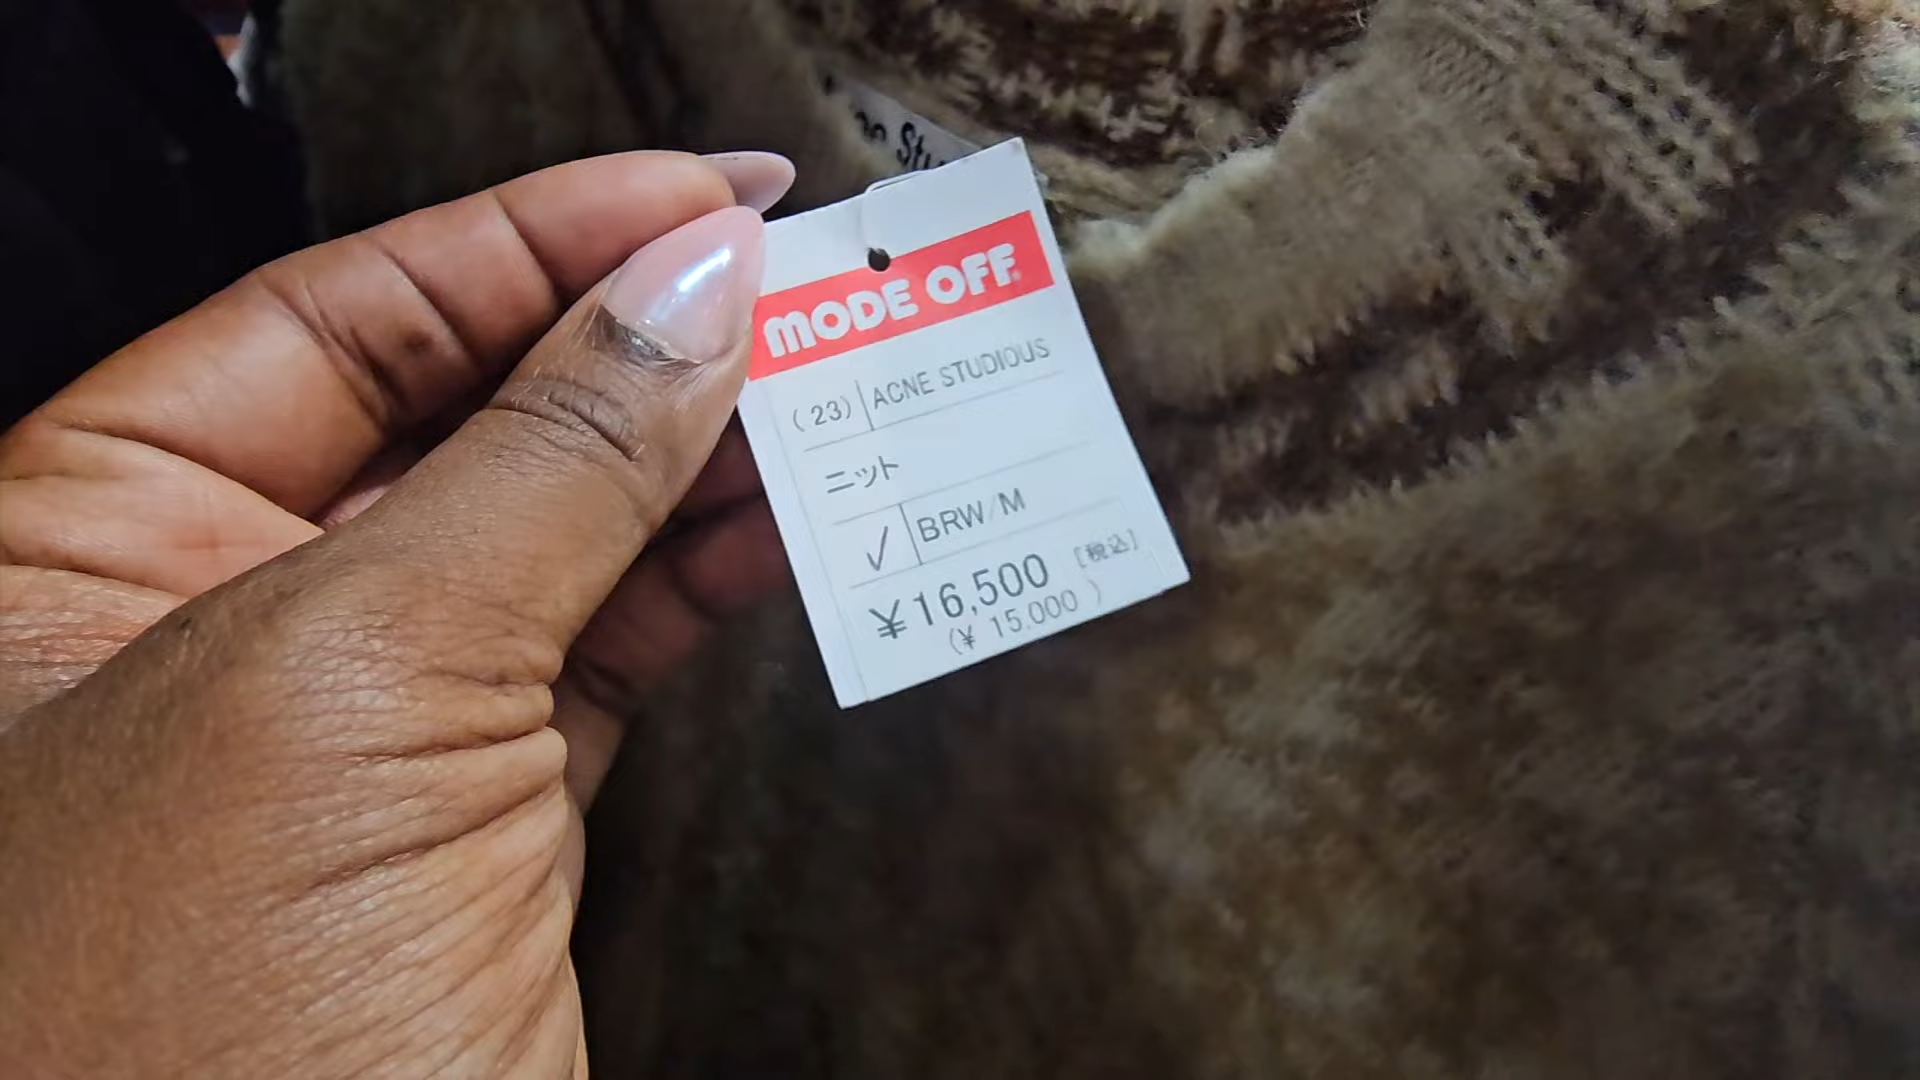 MODE OFF
(23) ACNE STUDIOUS
ニット
✓ BRW/M
¥16,500 [税込]
(¥ 15.000 )